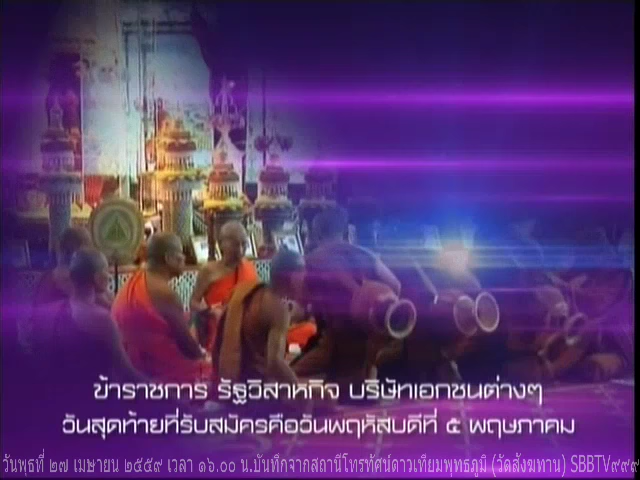 ข้าราชการ รัฐวิสาหกิจ บริษัทเอกชนต่างๆ
วันสุดท้ายที่รับสมัครคือวันพฤหัสบดีที่ ๕ พฤษภาคม
วันพุธที่ ๒๗ เมษายน ๒๕๕๙ เวลา ๑๖.๐๐ น.บันทึกจากสถานีโทรทัศน์ดาวเทียมพุทธภูมิ (วัดสังฆทาน) SBBTV๙๙๙